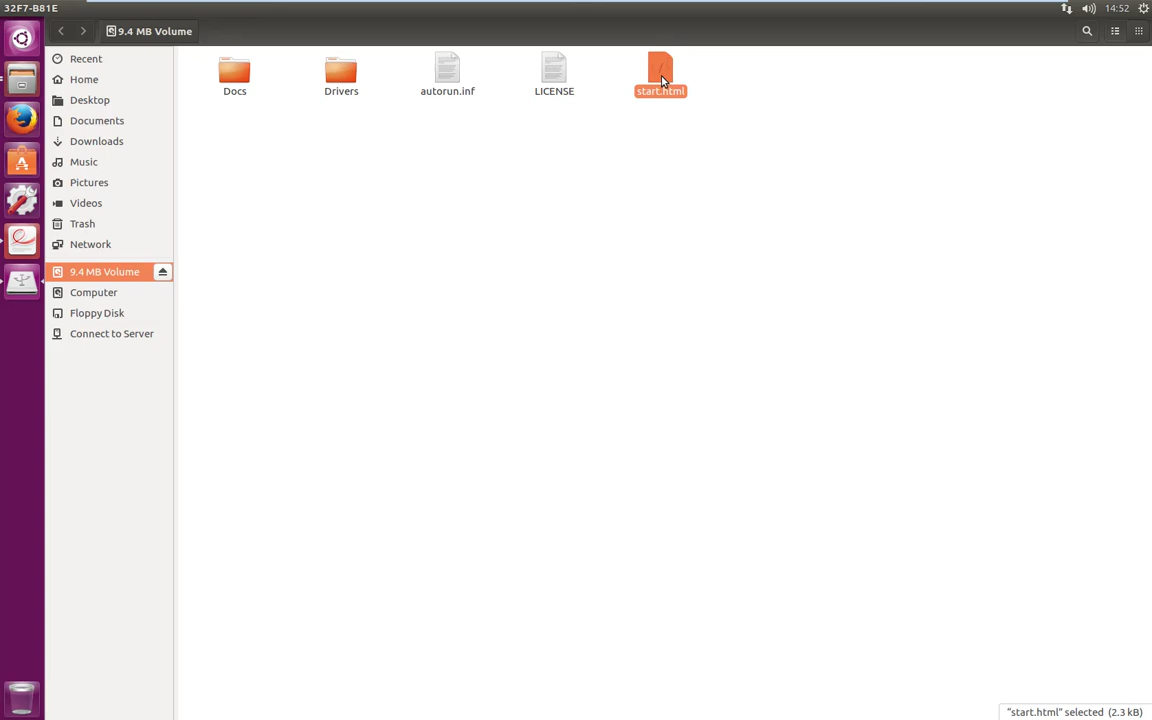 32F7-B81E
14:52
9.4 MB Volume
Recent
Home
Desktop
Documents
Downloads
Music
Pictures
Videos
Trash
Network
9.4 MB Volume
Computer
Floppy Disk
Connect to Server
Docs
Drivers
autorun.inf
LICENSE
start.html
"start.html" selected (2.3 kB)